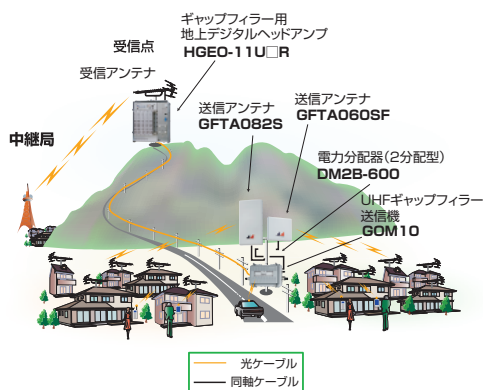 ギャップフィラー用
地上デジタルヘッドアンプ
HGEO-11U□R
受信点
受信アンテナ
送信アンテナ
GFTA082S
送信アンテナ
GFTA060SF
中継局
電力分配器(2分配型)
DM2B-600
UHFギャップフィラー
送信機
GOM10
光ケーブル
同軸ケーブル